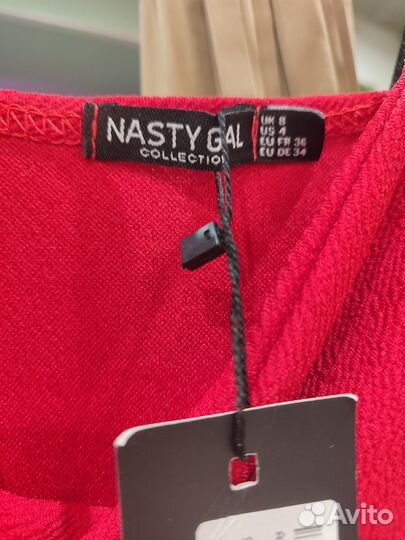 NASTY GAL
COLLECTION
UK 8
US 4
EU FR 36
EU DE 34
Avito